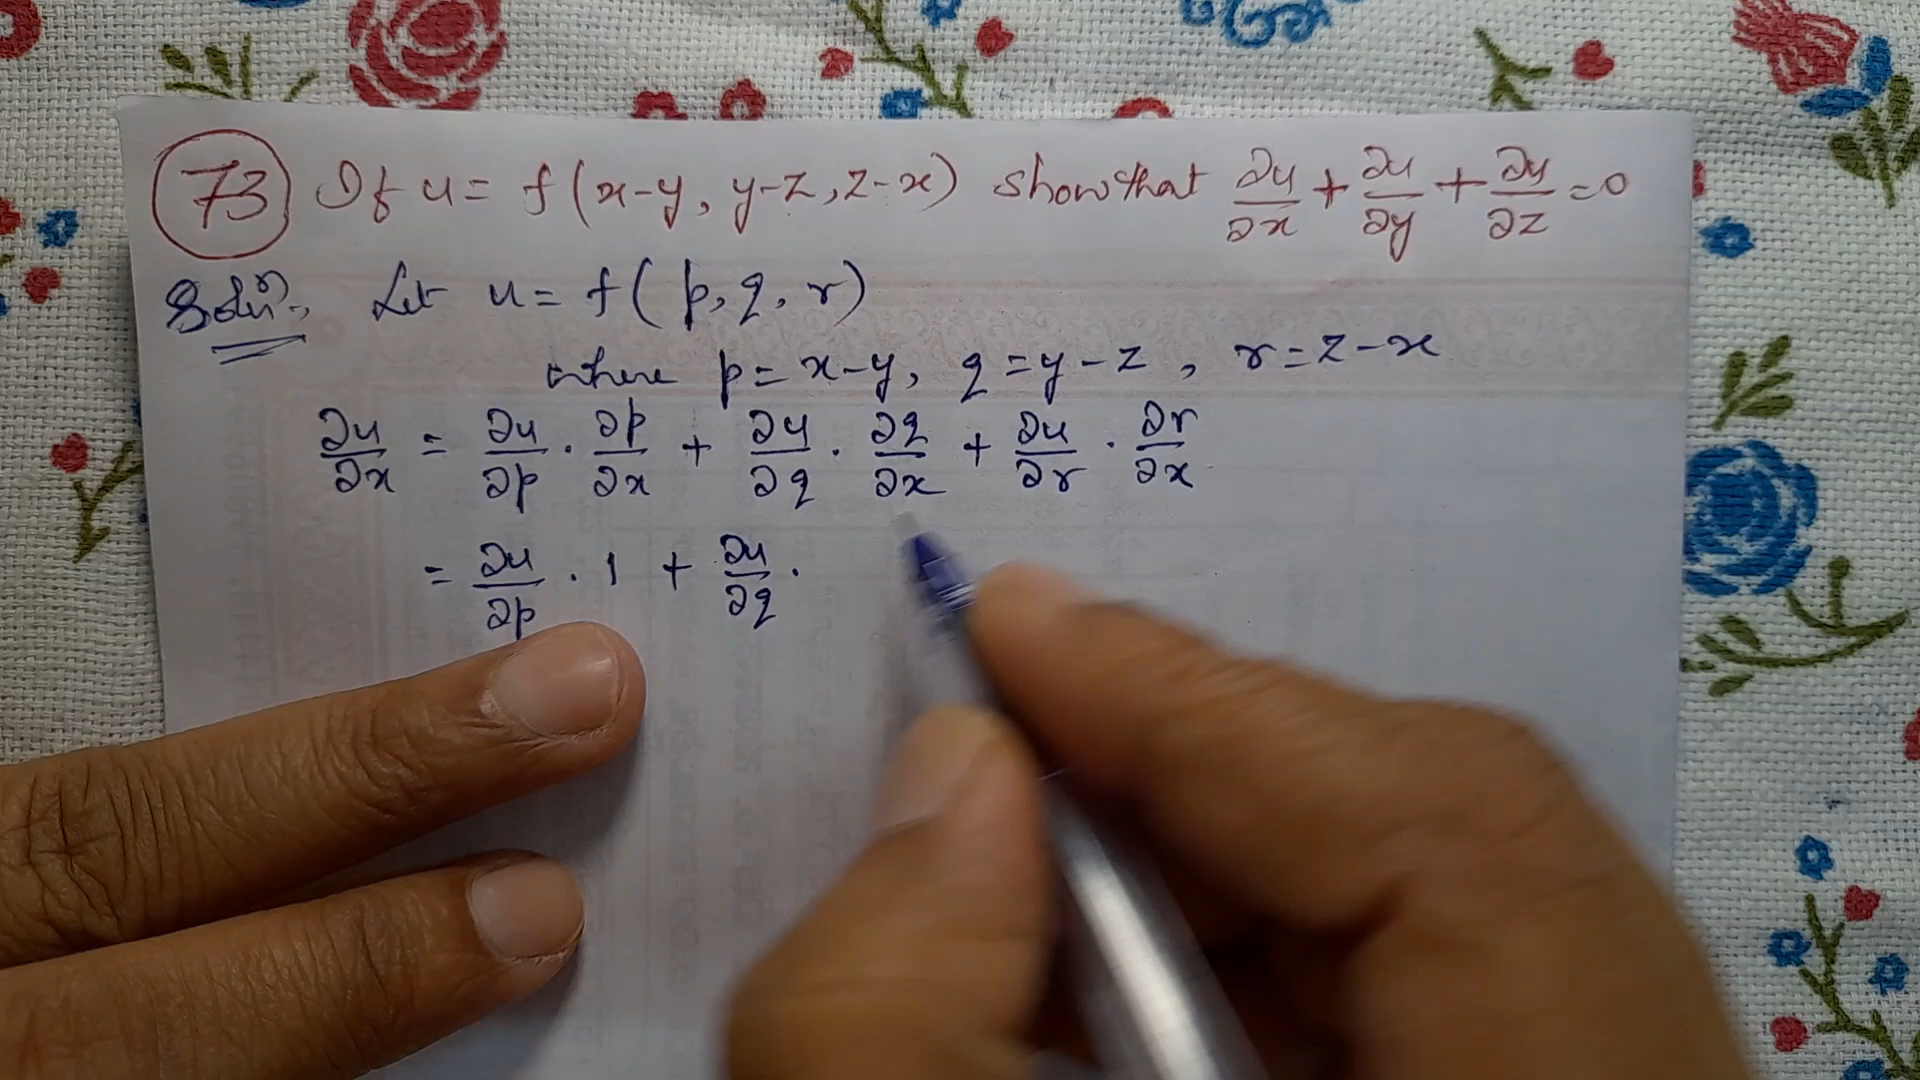 73 If u = f(x-y, y-z, z-x) show that ∂u/∂x + ∂u/∂y + ∂u/∂z = 0
Soln:- Let u = f(p, q, r)
where p = x-y, q = y-z, r = z-x
∂u/∂x = ∂u/∂p · ∂p/∂x + ∂u/∂q · ∂q/∂x + ∂u/∂r · ∂r/∂x
= ∂u/∂p · 1 + ∂u/∂q ·